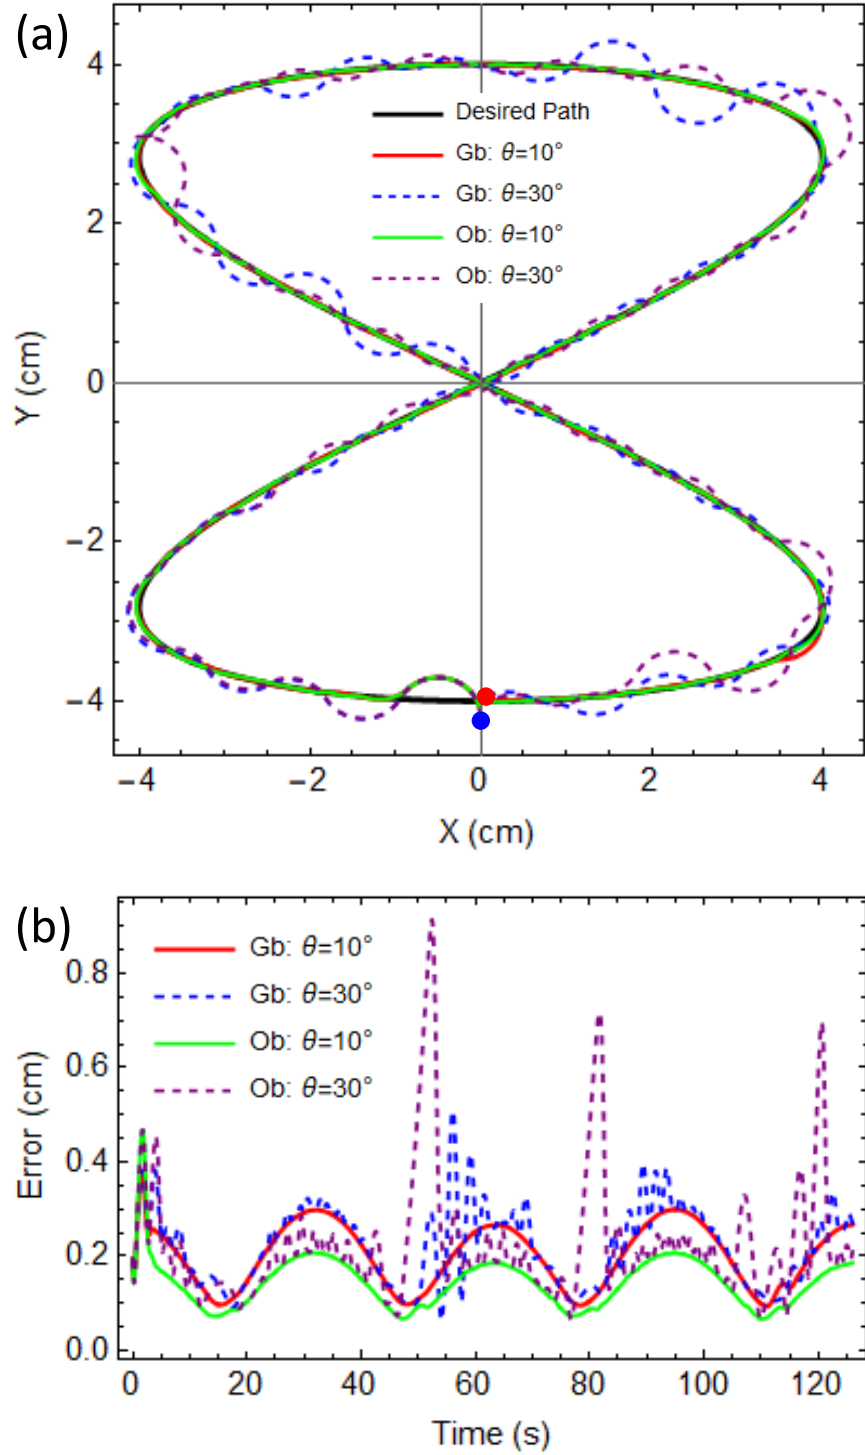 (a)
4
2
0
−2
−4
Y (cm)
Desired Path
Gb: θ=10°
Gb: θ=30°
Ob: θ=10°
Ob: θ=30°
−4 −2 0 2 4
X (cm)
(b)
0.8
0.6
0.4
0.2
0.0
Error (cm)
Gb: θ=10°
Gb: θ=30°
Ob: θ=10°
Ob: θ=30°
0 20 40 60 80 100 120
Time (s)